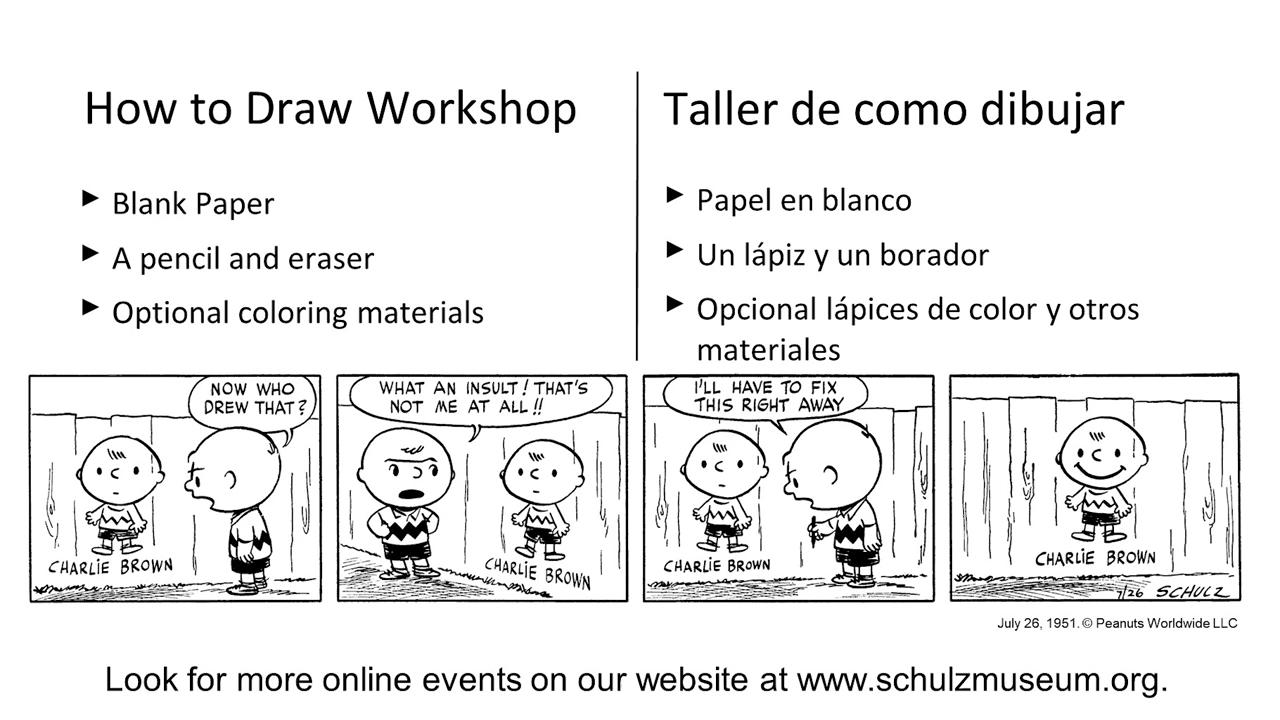 How to Draw Workshop
▶ Blank Paper
▶ A pencil and eraser
▶ Optional coloring materials
Taller de como dibujar
▶ Papel en blanco
▶ Un lápiz y un borador
▶ Opcional lápices de color y otros
materiales
NOW WHO
DREW THAT?
CHARLIE BROWN
WHAT AN INSULT! THAT'S
NOT ME AT ALL!!
CHARLIE BROWN
I'LL HAVE TO FIX
THIS RIGHT AWAY
CHARLIE BROWN
CHARLIE BROWN
7/26 SCHULZ
July 26, 1951. © Peanuts Worldwide LLC
Look for more online events on our website at www.schulzmuseum.org.